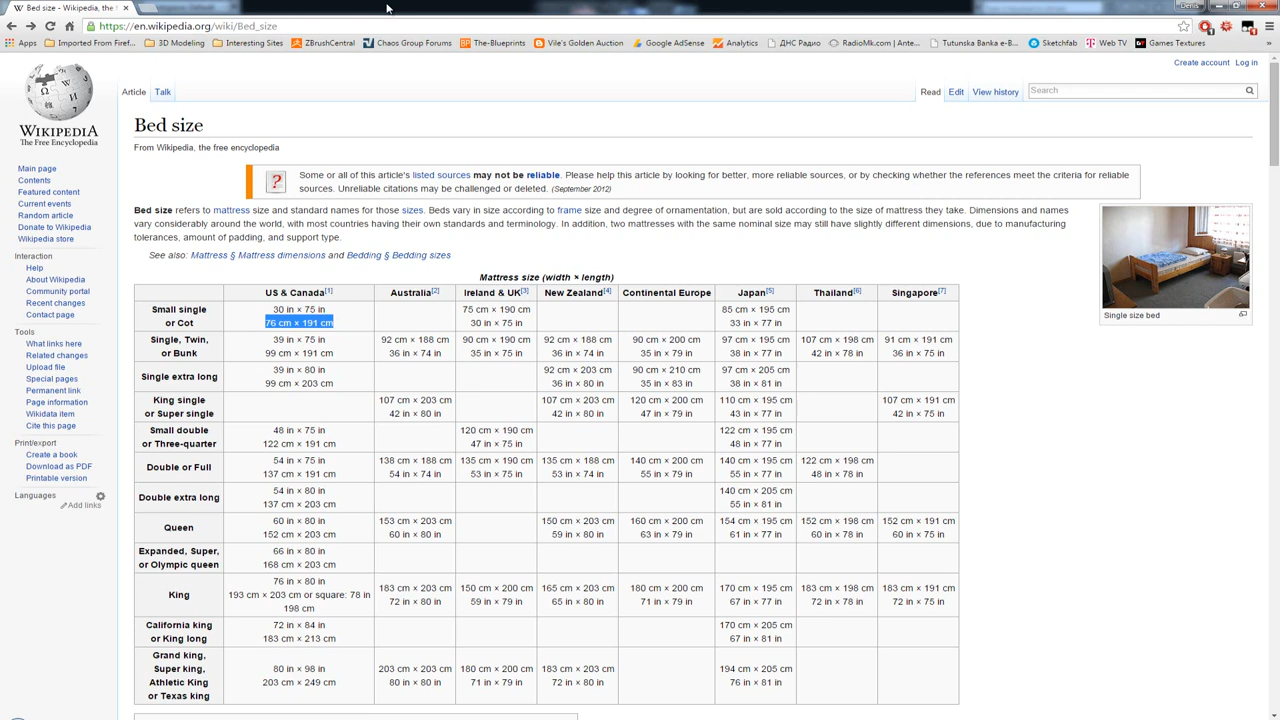 Bed size - Wikipedia, the f
Denis
https://en.wikipedia.org/wiki/Bed_size
Apps
Imported From Firef...
3D Modeling
Interesting Sites
ZBrushCentral
Chaos Group Forums
The-Blueprints
Vile's Golden Auction
Google AdSense
Analytics
ДНС Радио
RadioMk.com | Ante...
Tutunska Banka e-B...
Sketchfab
Web TV
Games Textures
Create account Log in
Article Talk
Read Edit View history
Search
WIKIPEDIA
The Free Encyclopedia
Main page
Contents
Featured content
Current events
Random article
Donate to Wikipedia
Wikipedia store
Interaction
Help
About Wikipedia
Community portal
Recent changes
Contact page
Tools
What links here
Related changes
Upload file
Special pages
Permanent link
Page information
Wikidata item
Cite this page
Print/export
Create a book
Download as PDF
Printable version
Languages
Add links
Bed size
From Wikipedia, the free encyclopedia
Some or all of this article's listed sources may not be reliable. Please help this article by looking for better, more reliable sources, or by checking whether the references meet the criteria for reliable
sources. Unreliable citations may be challenged or deleted. (September 2012)
Bed size refers to mattress size and standard names for those sizes. Beds vary in size according to frame size and degree of ornamentation, but are sold according to the size of mattress they take. Dimensions and names
vary considerably around the world, with most countries having their own standards and terminology. In addition, two mattresses with the same nominal size may still have slightly different dimensions, due to manufacturing
tolerances, amount of padding, and support type.
See also: Mattress § Mattress dimensions and Bedding § Bedding sizes
Small single size bed
Mattress size (width × length)
US & Canada[1] Australia[2] Ireland & UK[3] New Zealand[4] Continental Europe Japan[5] Thailand[6] Singapore[7]
Small single 30 in × 75 in 75 cm × 190 cm 85 cm × 195 cm
or Cot 76 cm × 191 cm 30 in × 75 in 33 in × 77 in
Single, Twin, 39 in × 75 in 92 cm × 188 cm 90 cm × 190 cm 92 cm × 188 cm 90 cm × 200 cm 97 cm × 195 cm 107 cm × 198 cm 91 cm × 191 cm
or Bunk 99 cm × 191 cm 36 in × 74 in 35 in × 75 in 36 in × 74 in 35 in × 79 in 38 in × 77 in 42 in × 78 in 36 in × 75 in
Single extra long 39 in × 80 in 92 cm × 203 cm 90 cm × 210 cm 97 cm × 205 cm
99 cm × 203 cm 36 in × 80 in 35 in × 83 in 38 in × 81 in
King single 107 cm × 203 cm 107 cm × 203 cm 120 cm × 200 cm 110 cm × 195 cm 107 cm × 191 cm
or Super single 42 in × 80 in 42 in × 80 in 47 in × 79 in 43 in × 77 in 42 in × 75 in
Small double 48 in × 75 in 120 cm × 190 cm 122 cm × 195 cm
or Three-quarter 122 cm × 191 cm 47 in × 75 in 48 in × 77 in
Double or Full 54 in × 75 in 138 cm × 188 cm 135 cm × 190 cm 135 cm × 188 cm 140 cm × 200 cm 140 cm × 195 cm 122 cm × 198 cm
137 cm × 191 cm 54 in × 74 in 53 in × 75 in 53 in × 74 in 55 in × 79 in 55 in × 77 in 48 in × 78 in
Double extra long 54 in × 80 in 140 cm × 205 cm
137 cm × 203 cm 55 in × 81 in
Queen 60 in × 80 in 153 cm × 203 cm 150 cm × 203 cm 160 cm × 200 cm 154 cm × 195 cm 152 cm × 198 cm 152 cm × 191 cm
152 cm × 203 cm 60 in × 80 in 59 in × 80 in 63 in × 79 in 61 in × 77 in 60 in × 78 in 60 in × 75 in
Expanded, Super, 66 in × 80 in
or Olympic queen 168 cm × 203 cm
King 76 in × 80 in 183 cm × 203 cm 150 cm × 200 cm 165 cm × 203 cm 180 cm × 200 cm 170 cm × 195 cm 183 cm × 198 cm 183 cm × 191 cm
193 cm × 203 cm or square: 78 in 72 in × 80 in 59 in × 79 in 65 in × 80 in 71 in × 79 in 67 in × 77 in 72 in × 78 in 72 in × 75 in
198 cm
California king 72 in × 84 in 170 cm × 205 cm
or King long 183 cm × 213 cm 67 in × 81 in
Grand king,
Super king, 80 in × 98 in 203 cm × 203 cm 180 cm × 200 cm 183 cm × 203 cm 194 cm × 205 cm
Athletic King 203 cm × 249 cm 80 in × 80 in 71 in × 79 in 72 in × 80 in 76 in × 81 in
or Texas king